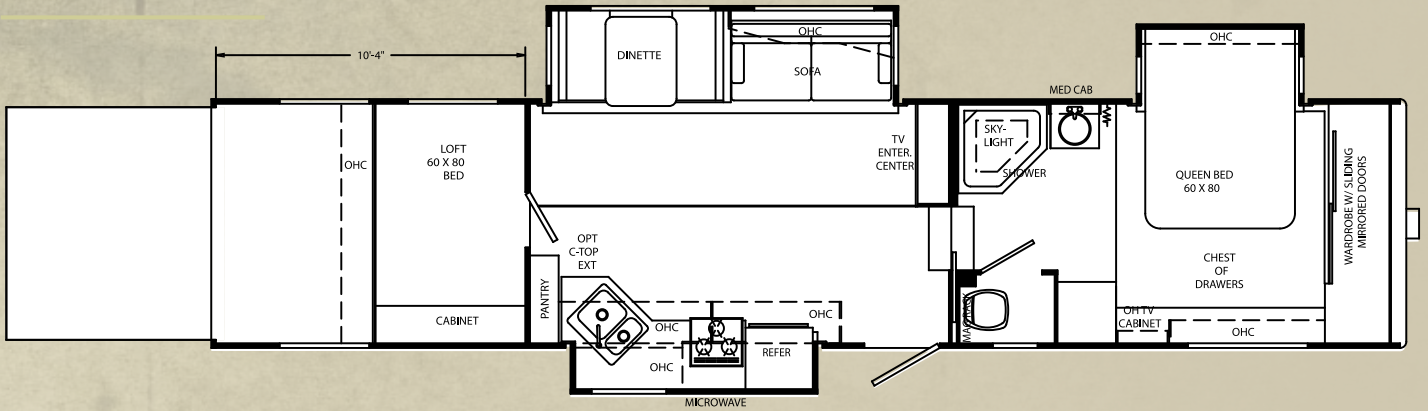 10'-4"
OHC
LOFT
60 X 80
BED
CABINET
DINETTE
OHC
SOFA
TV
ENTER.
CENTER
OPT
C-TOP
EXT
PANTRY
OHC
OHC
OHC
REFER
MICROWAVE
MED CAB
SKY-
LIGHT
SHOWER
MAG RACK
OHC
QUEEN BED
60 X 80
CHEST
OF
DRAWERS
OH TV
CABINET
OHC
WARDROBE W/ SLIDING
MIRRORED DOORS